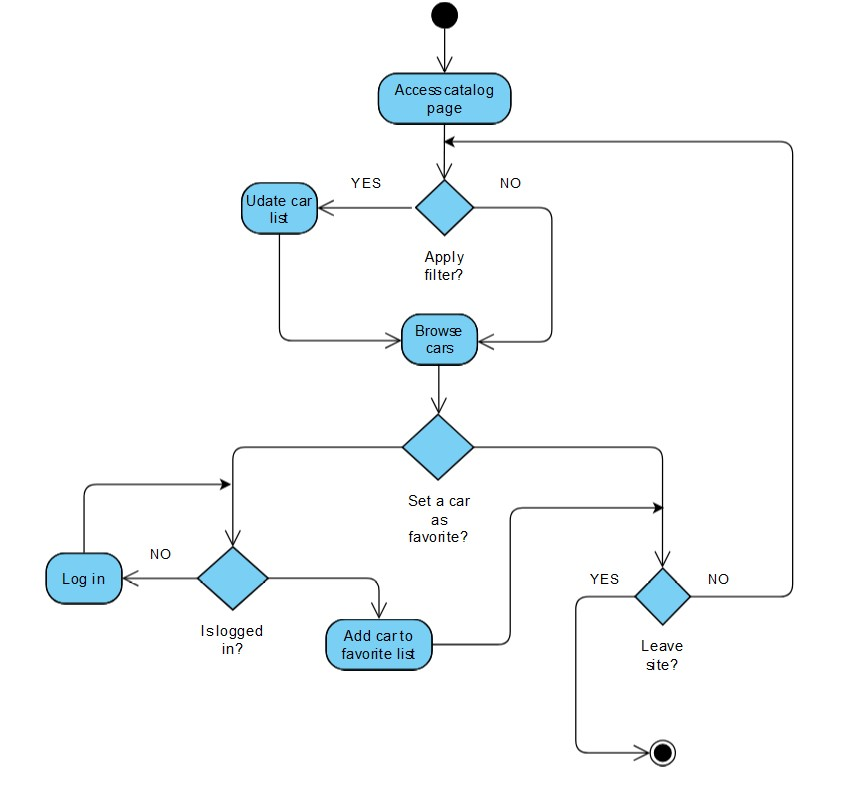 Access catalog
page
YES
NO
Udate car
list
Apply
filter?
Browse
cars
Set a car
as
favorite?
NO
Log in
Is logged
in?
Add car to
favorite list
YES
NO
Leave
site?